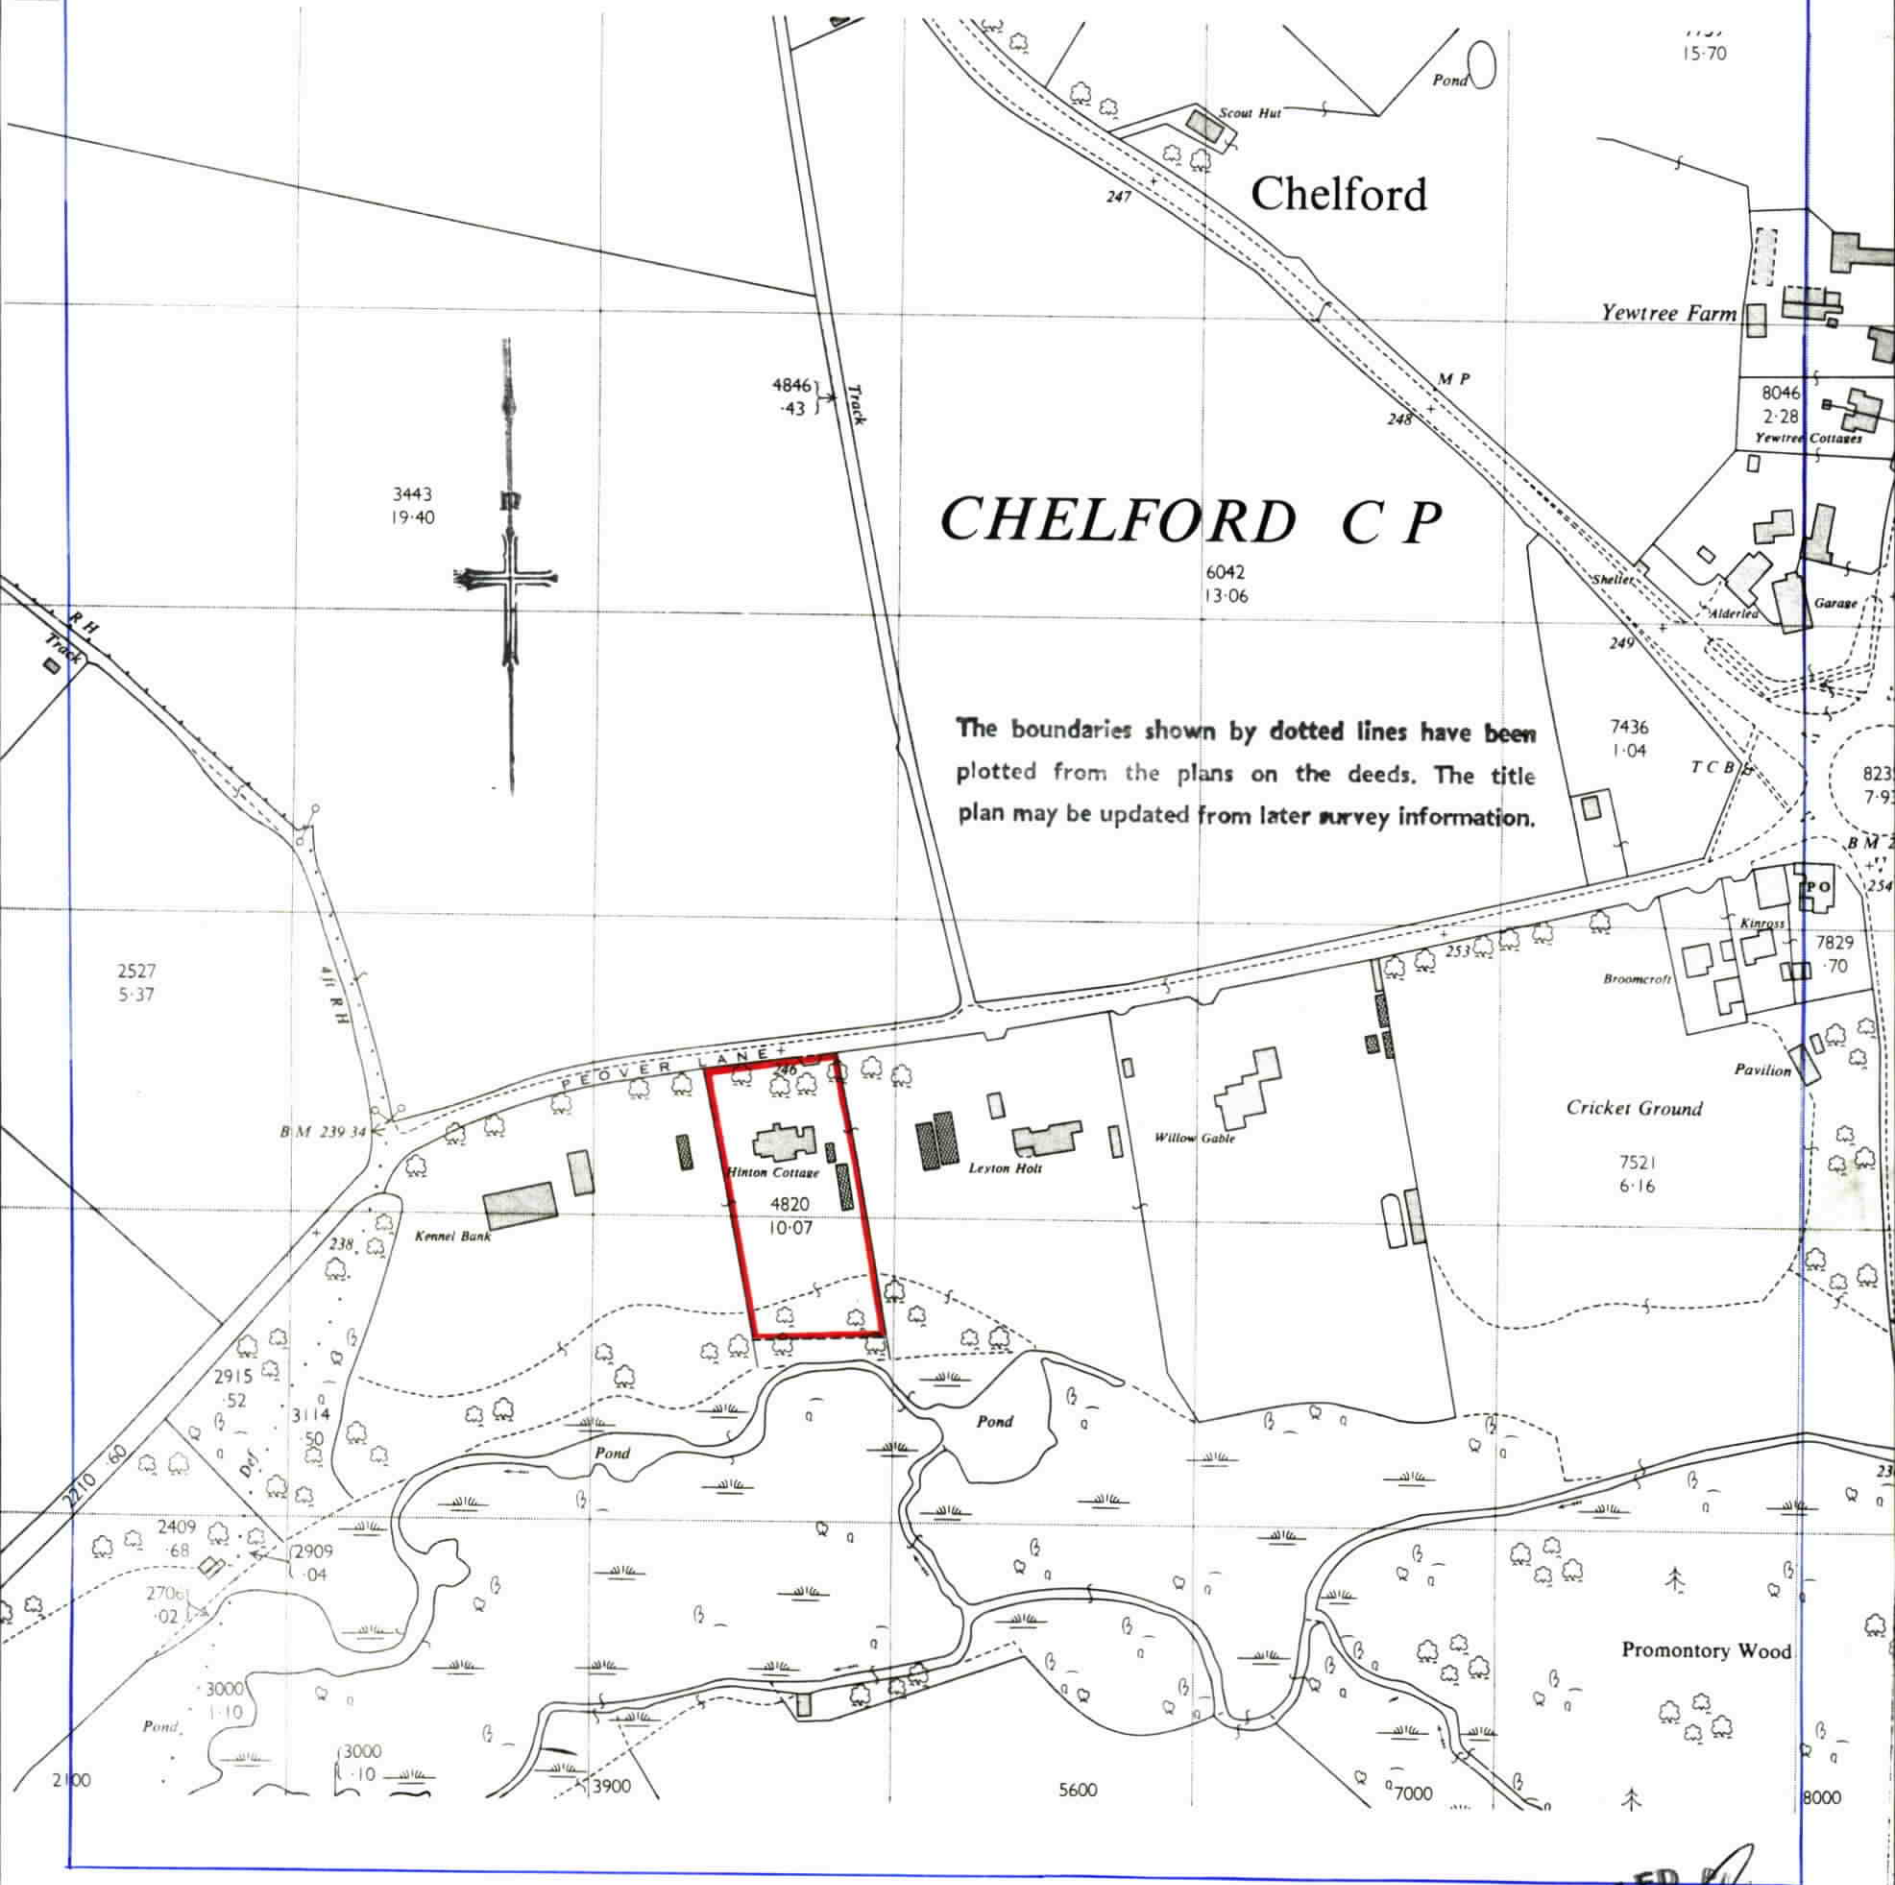 15·70
Pond
Scout Hut
Chelford
247
Yewtree Farm
4846
·43
Track
M P
248
8046
2·28
Yewtree Cottages
3443
19·40
CHELFORD C P
6042
13·06
Shelter
Alderlea
Garage
249
R H
Track
The boundaries shown by dotted lines have been
plotted from the plans on the deeds. The title
plan may be updated from later survey information.
7436
1·04
T C B
B M
254
P O
Kinross
7829
·70
253
Broomcroft
2527
5·37
4ft R H
PEOVER LANE
246
Pavilion
Cricket Ground
7521
6·16
B M 239·34
Hinton Cottage
4820
10·07
Leyton Holt
Willow Gable
Kennel Bank
238
2915
·52
3114
·50
Def
Pond
Pond
2210 ·60
2409
·68
2909
·04
2706
·02
Promontory Wood
3000
1·10
Pond
3000
·10
2100
3900
5600
7000
8000